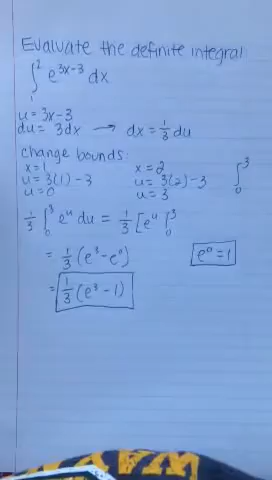 Evaluate the definite integral
∫₁² e^(3x-3) dx
u = 3x-3
du = 3dx → dx = 1/3 du
change bounds:
x=1 x=2
u=3(1)-3 u=3(2)-3 ∫₀³
u=0 u=3
1/3 ∫₀³ e^u du = 1/3 [e^u]₀³
= 1/3 (e³-e⁰) e⁰=1
= 1/3 (e³-1)